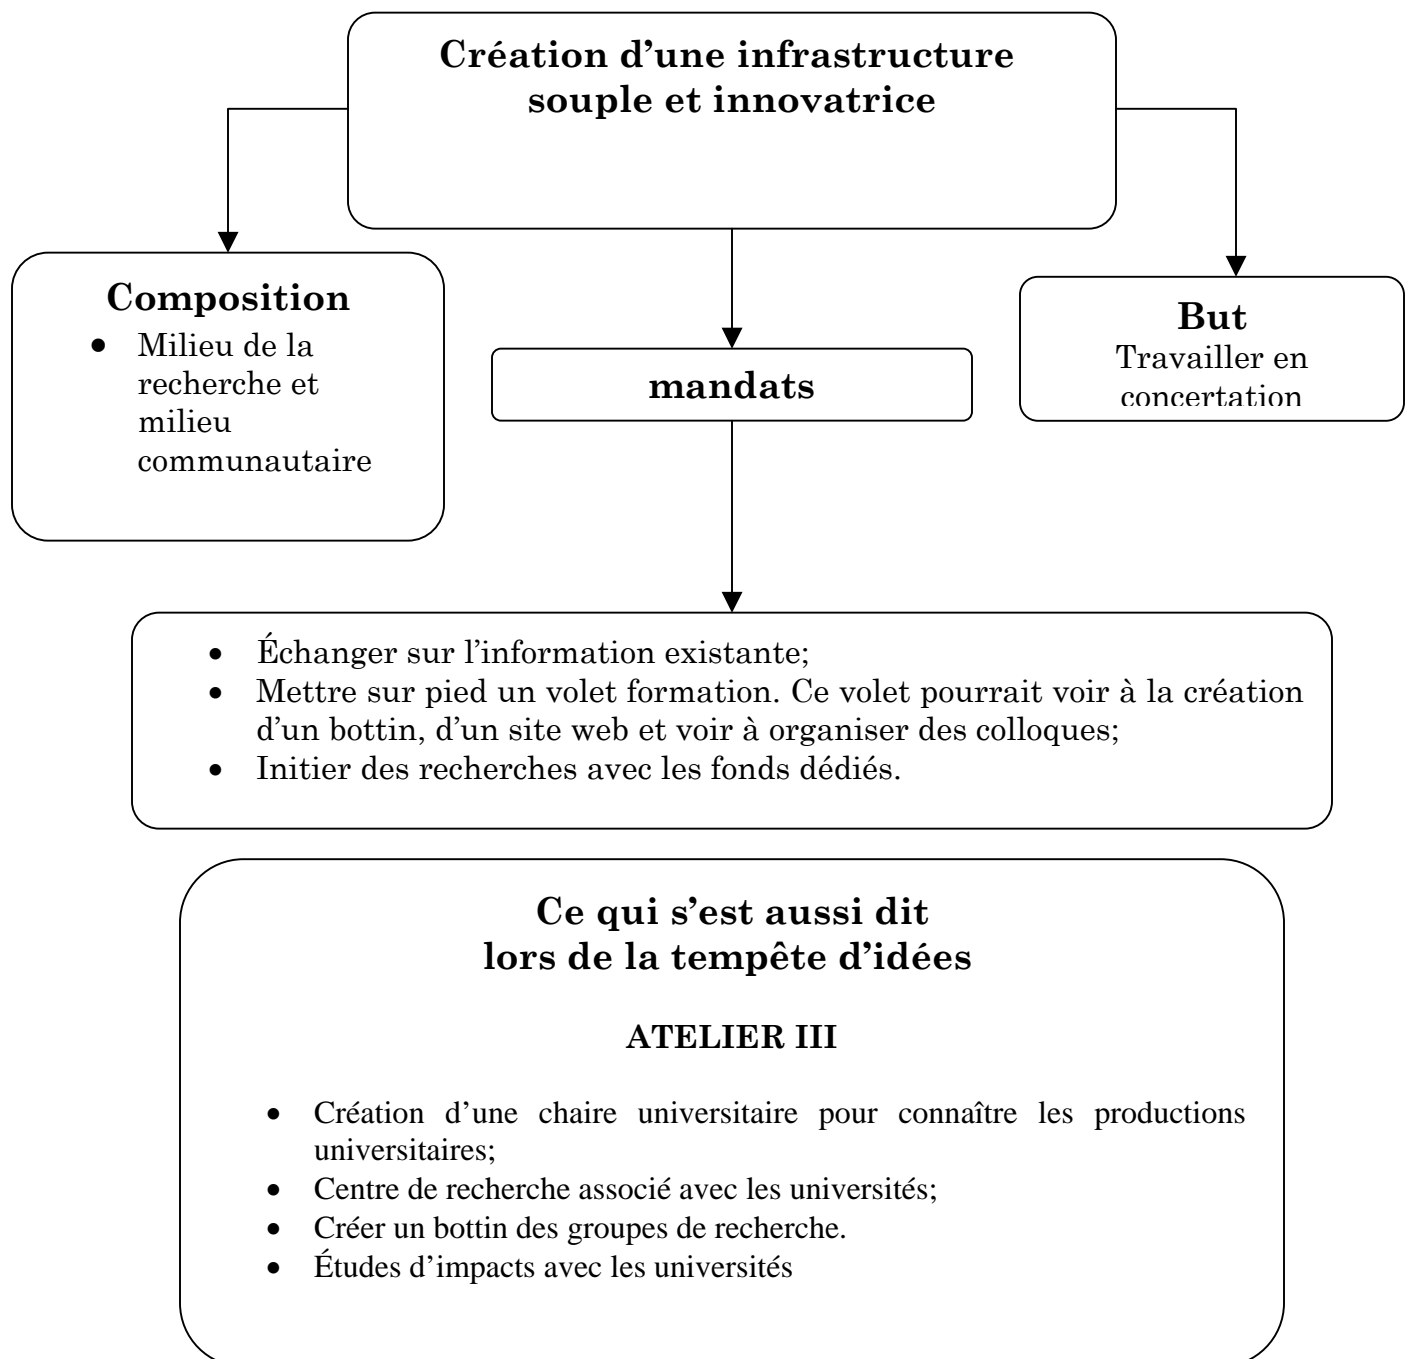 Création d’une infrastructure
souple et innovatrice
Composition
• Milieu de la
recherche et
milieu
communautaire
mandats
But
Travailler en
concertation
• Échanger sur l’information existante;
• Mettre sur pied un volet formation. Ce volet pourrait voir à la création
d’un bottin, d’un site web et voir à organiser des colloques;
• Initier des recherches avec les fonds dédiés.
Ce qui s’est aussi dit
lors de la tempête d’idées
ATELIER III
• Création d’une chaire universitaire pour connaître les productions
universitaires;
• Centre de recherche associé avec les universités;
• Créer un bottin des groupes de recherche.
• Études d’impacts avec les universités